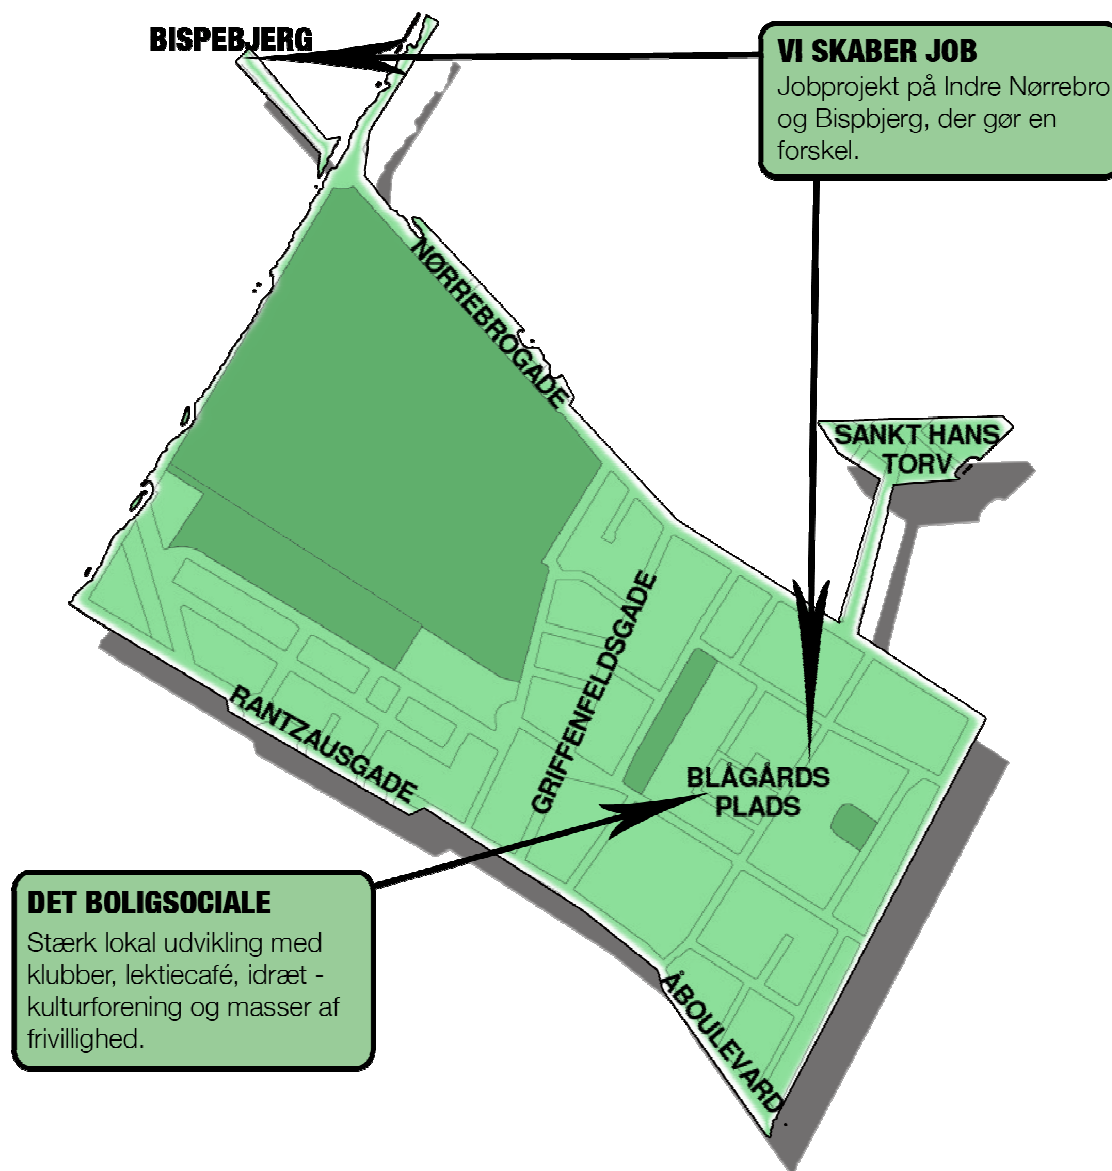 BISPEBJERG
VI SKABER JOB
Jobprojekt på Indre Nørrebro
og Bispbjerg, der gør en
forskel.
NØRREBROGADE
SANKT HANS
TORV
GRIFFENFELDSGADE
RANTZAUSGADE
BLÅGÅRDS
PLADS
DET BOLIGSOCIALE
Stærk lokal udvikling med
klubber, lektiecafé, idræt -
kulturforening og masser af
frivillighed.
ÅBOULEVARD